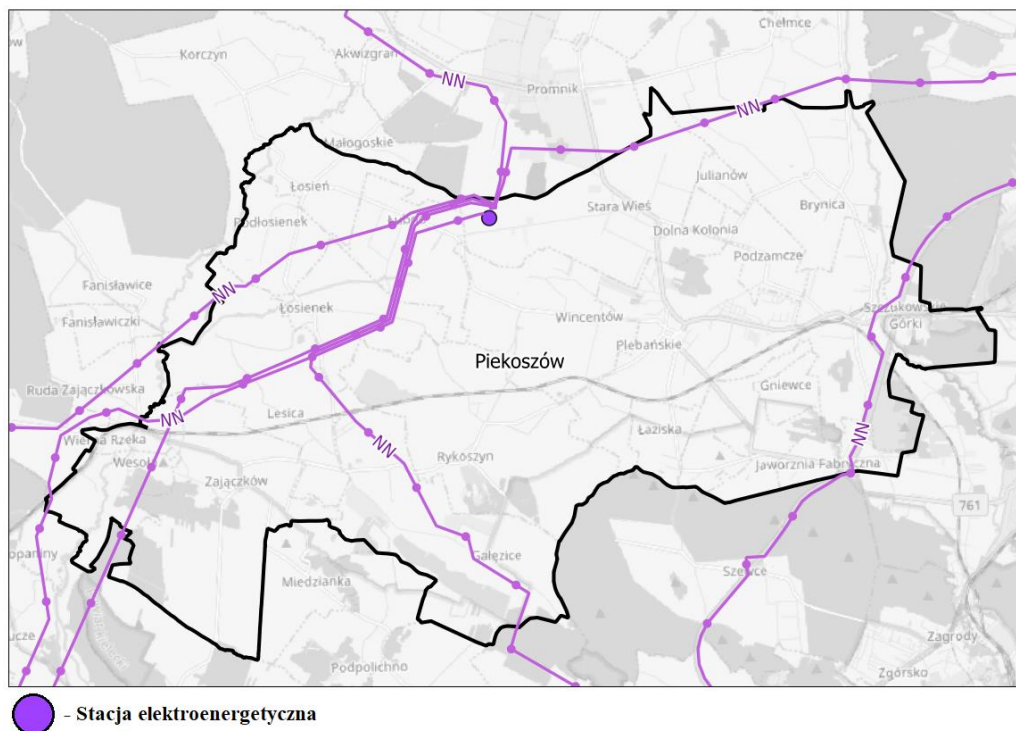 Chełmce
Korczyn
Akwizgran
NN
Promnik
NN
Małogoskie
Łosień
Julianów
Podłosienek
Stara Wieś
Brynica
Dolna Kolonia
Podzamcze
Fanisławice
NN
Łosienek
Fanisławiczki
Szczukowskie
Górki
Wincentów
Plebańskie
Piekoszów
Ruda Zajączkowska
Gniewce
Lesica
NN
Łaziska
NN
NN
Wierna Rzeka
Rykoszyn
Jaworznia Fabryczna
Zajączków
761
Gałęzice
Miedzianka
Szewce
Zagrody
Podpolichno
Zgórsko
- Stacja elektroenergetyczna